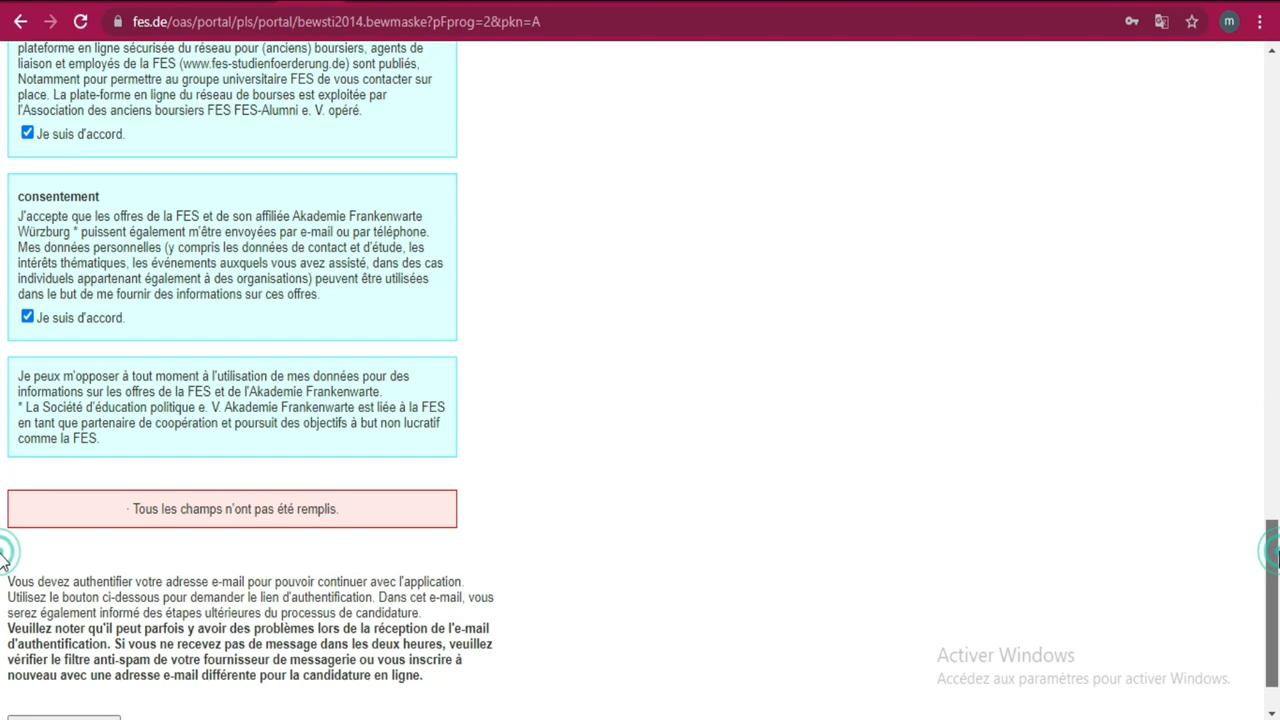 fes.de/oas/portal/pls/portal/bewsti2014.bewmaske?pFprog=2&pkn=A
m
plateforme en ligne sécurisée du réseau pour (anciens) boursiers, agents de
liaison et employés de la FES (www.fes-studienfoerderung.de) sont publiés,
Notamment pour permettre au groupe universitaire FES de vous contacter sur
place. La plate-forme en ligne du réseau de bourses est exploitée par
l'Association des anciens boursiers FES FES-Alumni e. V. opéré.
Je suis d'accord.
consentement
J'accepte que les offres de la FES et de son affiliée Akademie Frankenwarte
Würzburg * puissent également m'être envoyées par e-mail ou par téléphone.
Mes données personnelles (y compris les données de contact et d'étude, les
intérêts thématiques, les événements auxquels vous avez assisté, dans des cas
individuels appartenant également à des organisations) peuvent être utilisées
dans le but de me fournir des informations sur ces offres.
Je suis d'accord.
Je peux m'opposer à tout moment à l'utilisation de mes données pour des
informations sur les offres de la FES et de l'Akademie Frankenwarte.
* La Société d'éducation politique e. V. Akademie Frankenwarte est liée à la FES
en tant que partenaire de coopération et poursuit des objectifs à but non lucratif
comme la FES.
· Tous les champs n'ont pas été remplis.
Vous devez authentifier votre adresse e-mail pour pouvoir continuer avec l'application.
Utilisez le bouton ci-dessous pour demander le lien d'authentification. Dans cet e-mail, vous
serez également informé des étapes ultérieures du processus de candidature.
Veuillez noter qu'il peut parfois y avoir des problèmes lors de la réception de l'e-mail
d'authentification. Si vous ne recevez pas de message dans les deux heures, veuillez
vérifier le filtre anti-spam de votre fournisseur de messagerie ou vous inscrire à
nouveau avec une adresse e-mail différente pour la candidature en ligne.
Activer Windows
Accédez aux paramètres pour activer Windows.